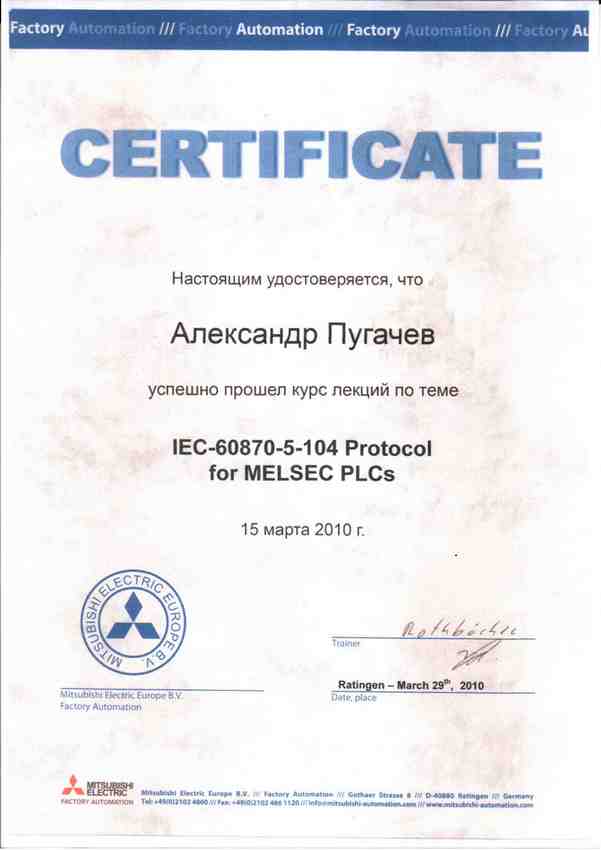 Factory Automation /// Factory Automation /// Factory Automation /// Factory Au
CERTIFICATE
Настоящим удостоверяется, что
Александр Пугачев
успешно прошел курс лекций по теме
IEC-60870-5-104 Protocol
for MELSEC PLCs
15 марта 2010 г.
MITSUBISHI ELECTRIC EUROPE B.V.
Trainer
Ratingen – March 29th, 2010
Date, place
Mitsubishi Electric Europe B.V.
Factory Automation
MITSUBISHI
ELECTRIC
FACTORY AUTOMATION
Mitsubishi Electric Europe B.V. /// Factory Automation /// Gothaer Strasse 8 /// D-40880 Ratingen /// Germany
Tel: +49(0)2102 4860 /// Fax: +49(0)2102 486 1120 /// info@mitsubishi-automation.com /// www.mitsubishi-automation.com